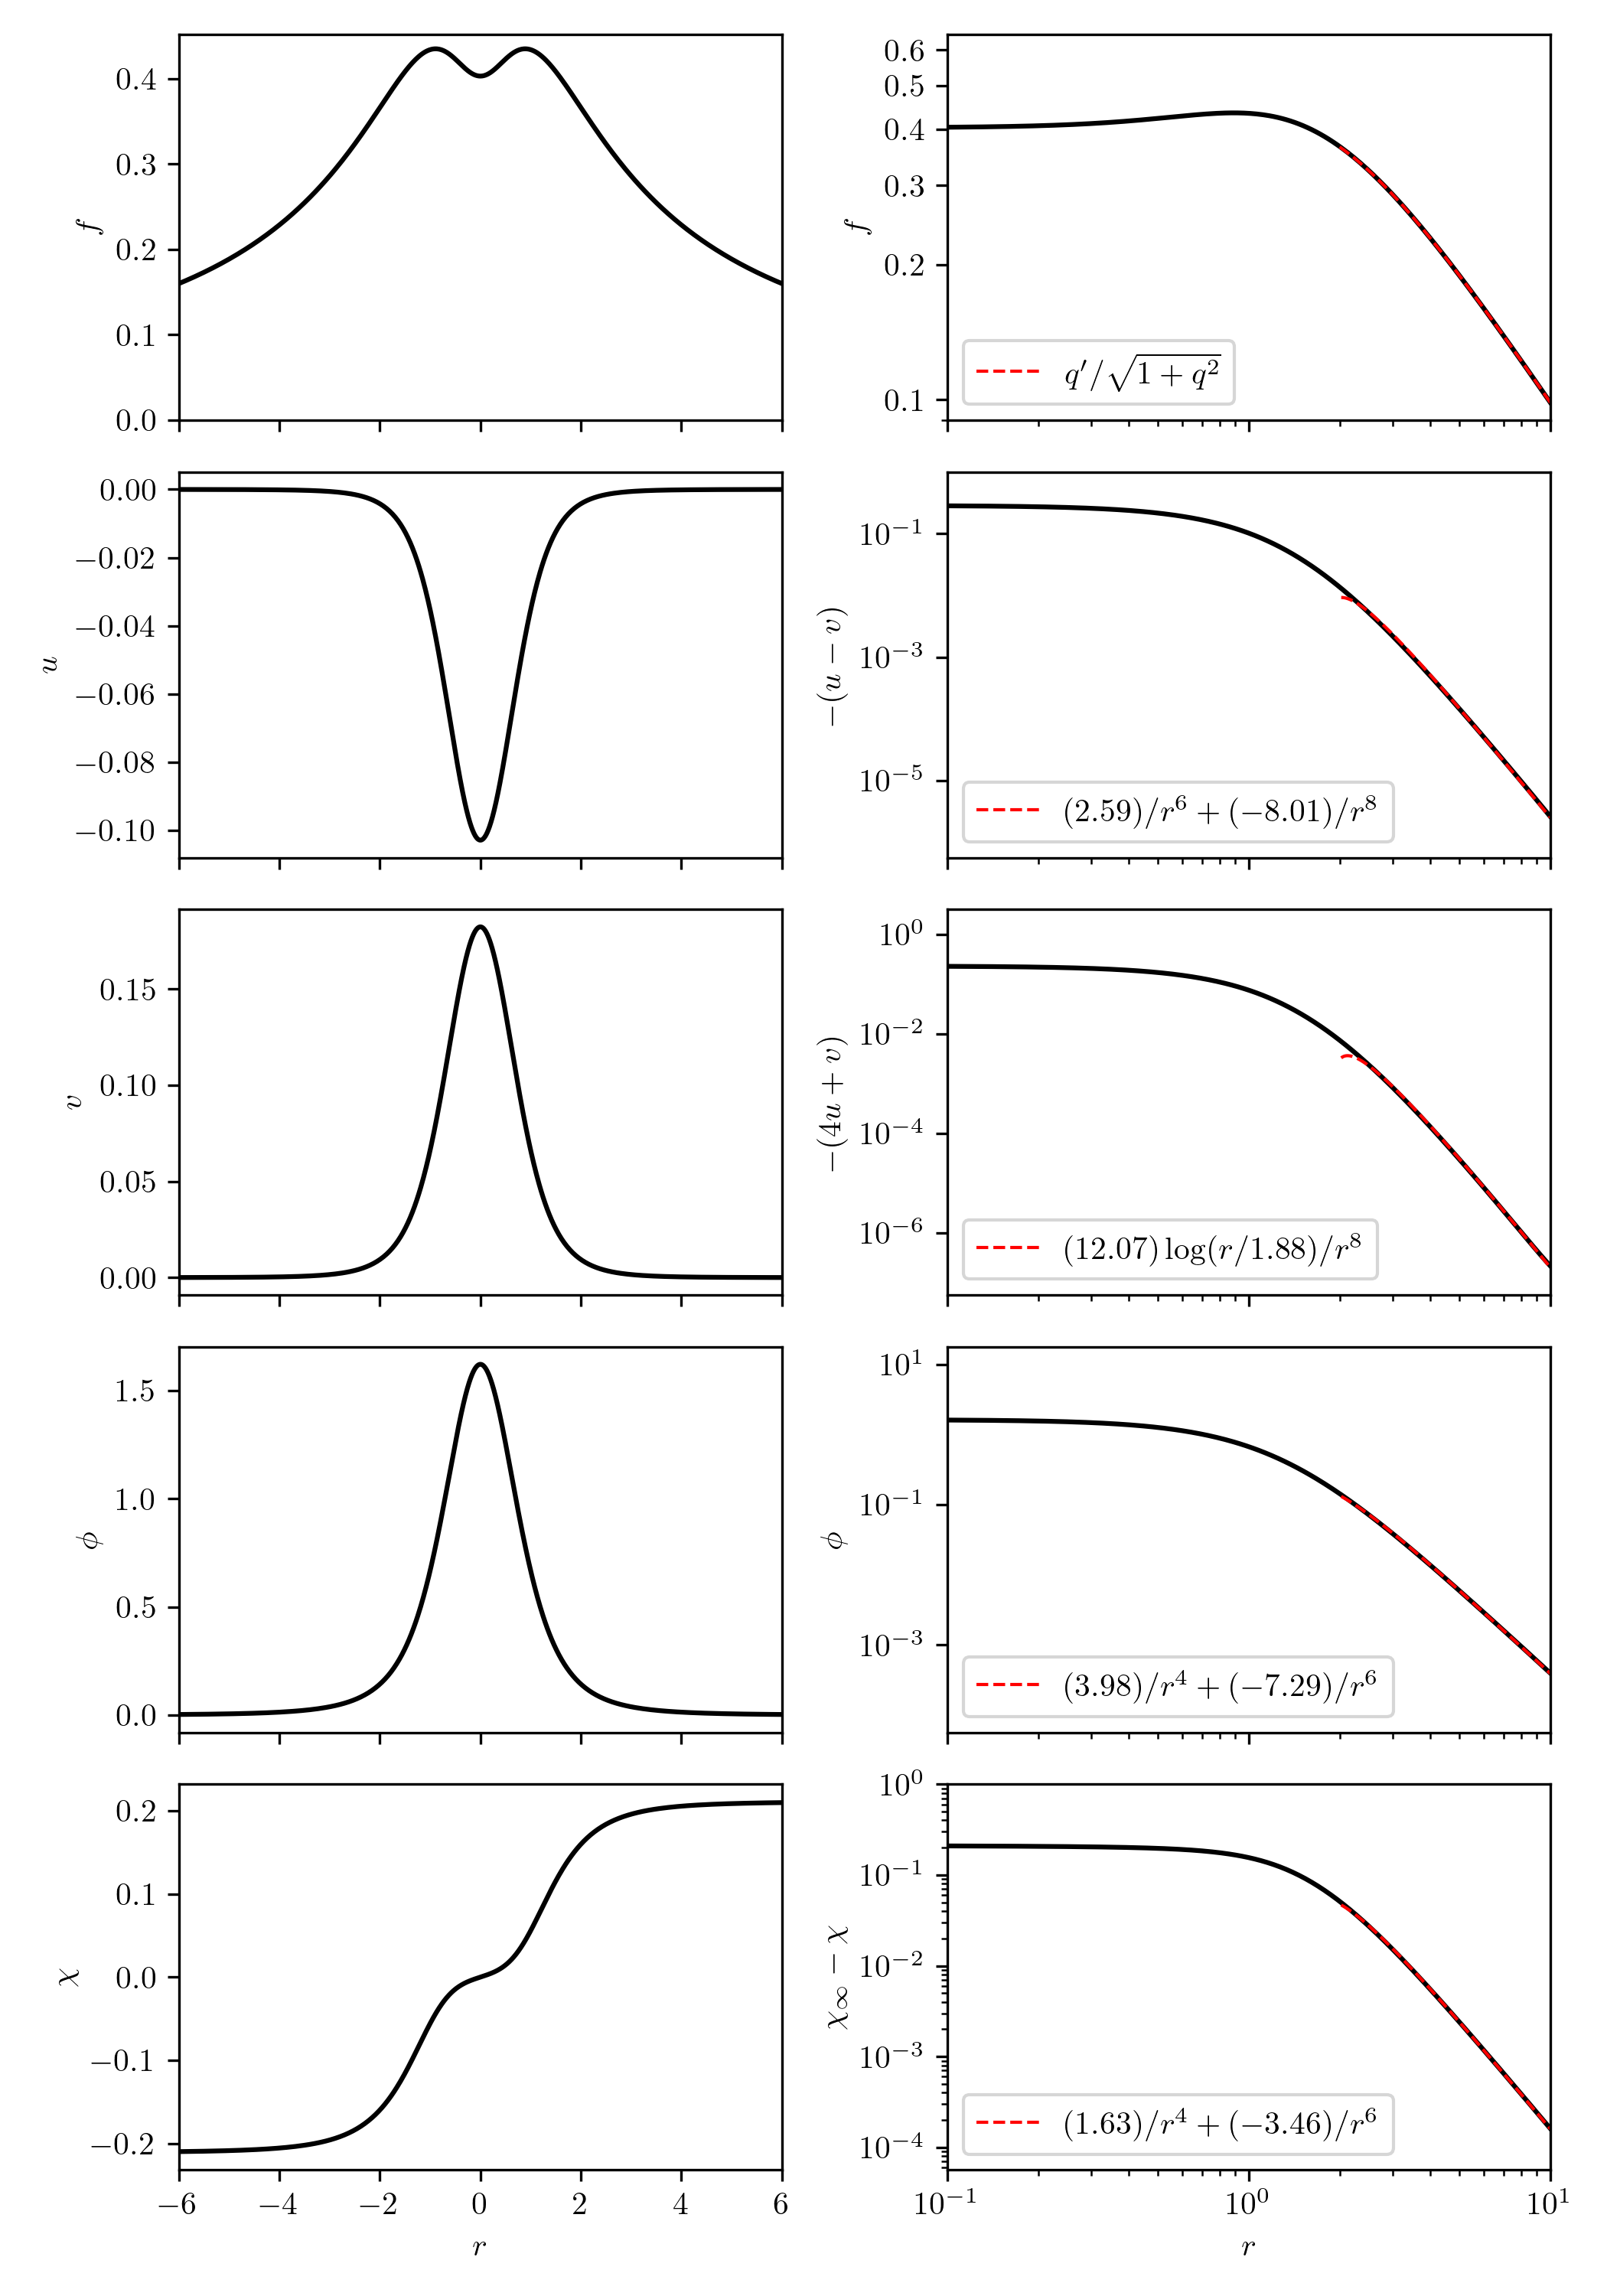 0.4
0.3
0.2
0.1
0.0
f
0.6
0.5
0.4
0.3
0.2
0.1
f
q′/√(1 + q²)
0.00
−0.02
−0.04
−0.06
−0.08
−0.10
u
10⁻¹
10⁻³
10⁻⁵
−(u − v)
(2.59)/r⁶ + (−8.01)/r⁸
0.15
0.10
0.05
0.00
v
10⁰
10⁻²
10⁻⁴
10⁻⁶
−(4u + v)
(12.07) log(r/1.88)/r⁸
1.5
1.0
0.5
0.0
ϕ
10¹
10⁻¹
10⁻³
ϕ
(3.98)/r⁴ + (−7.29)/r⁶
0.2
0.1
0.0
−0.1
−0.2
χ
−6 −4 −2 0 2 4 6
r
10⁰
10⁻¹
10⁻²
10⁻³
10⁻⁴
χ∞ − χ
(1.63)/r⁴ + (−3.46)/r⁶
10⁻¹ 10⁰ 10¹
r